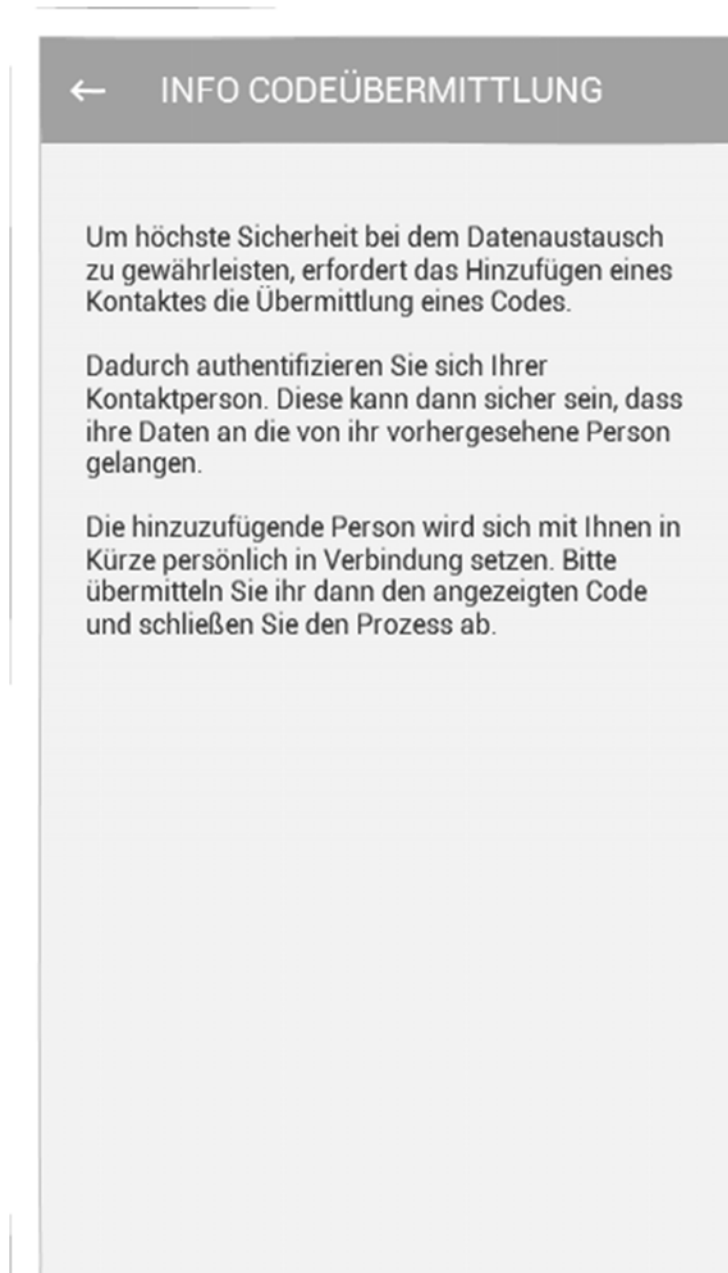 ← INFO CODEÜBERMITTLUNG
Um höchste Sicherheit bei dem Datenaustausch
zu gewährleisten, erfordert das Hinzufügen eines
Kontaktes die Übermittlung eines Codes.
Dadurch authentifizieren Sie sich Ihrer
Kontaktperson. Diese kann dann sicher sein, dass
ihre Daten an die von ihr vorhergesehene Person
gelangen.
Die hinzuzufügende Person wird sich mit Ihnen in
Kürze persönlich in Verbindung setzen. Bitte
übermitteln Sie ihr dann den angezeigten Code
und schließen Sie den Prozess ab.